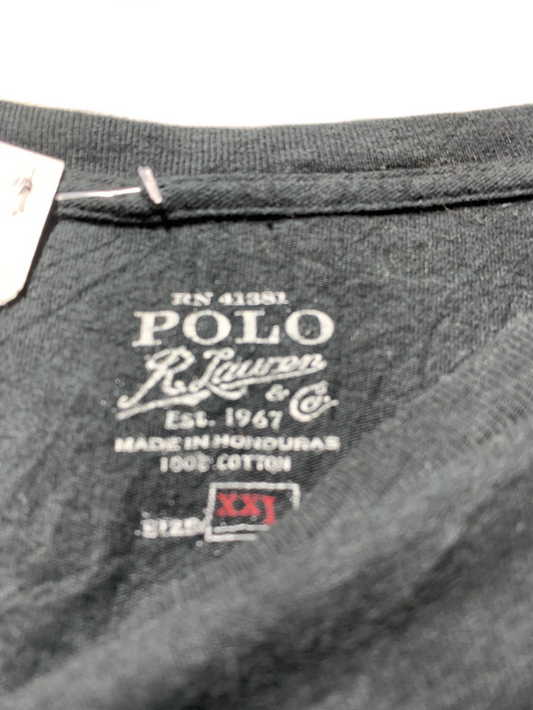 RN 41381
POLO
R. Lauren
& Co.
EST. 1967
MADE IN HONDURAS
100% COTTON
SIZE/ XXL